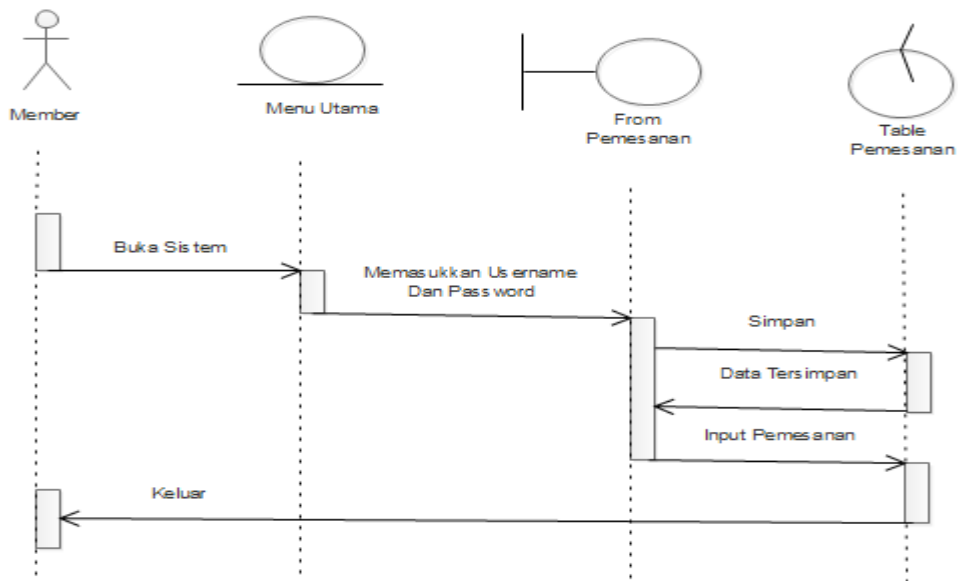 Member
Menu Utama
From
Pemesanan
Table
Pemesanan
Buka Sistem
Memasukkan Username
Dan Password
Simpan
Data Tersimpan
Input Pemesanan
Keluar